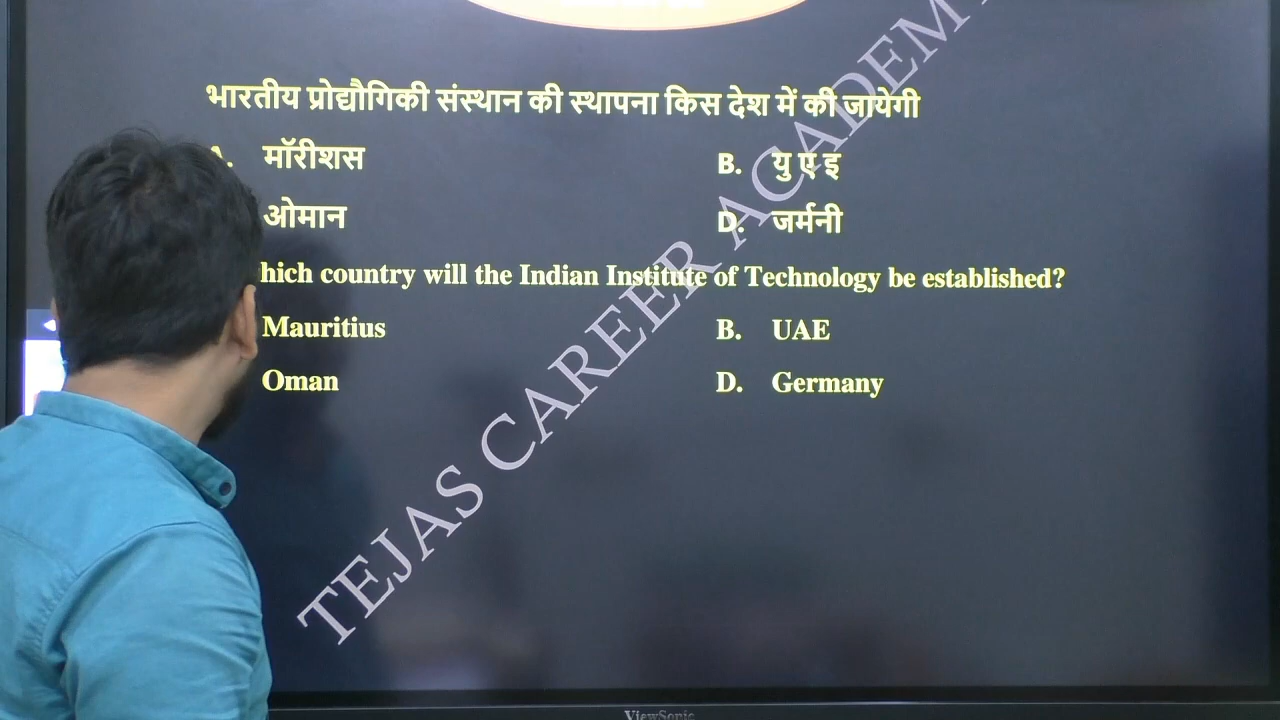 भारतीय प्रोद्यौगिकी संस्थान की स्थापना किस देश में की जायेगी
मॉरीशस B. यु ए इ
ओमान D. जर्मनी
country will the Indian Institute of Technology be established?
Mauritius B. UAE
Oman D. Germany
TEJAS CAREER ACADEM
ViewSonic